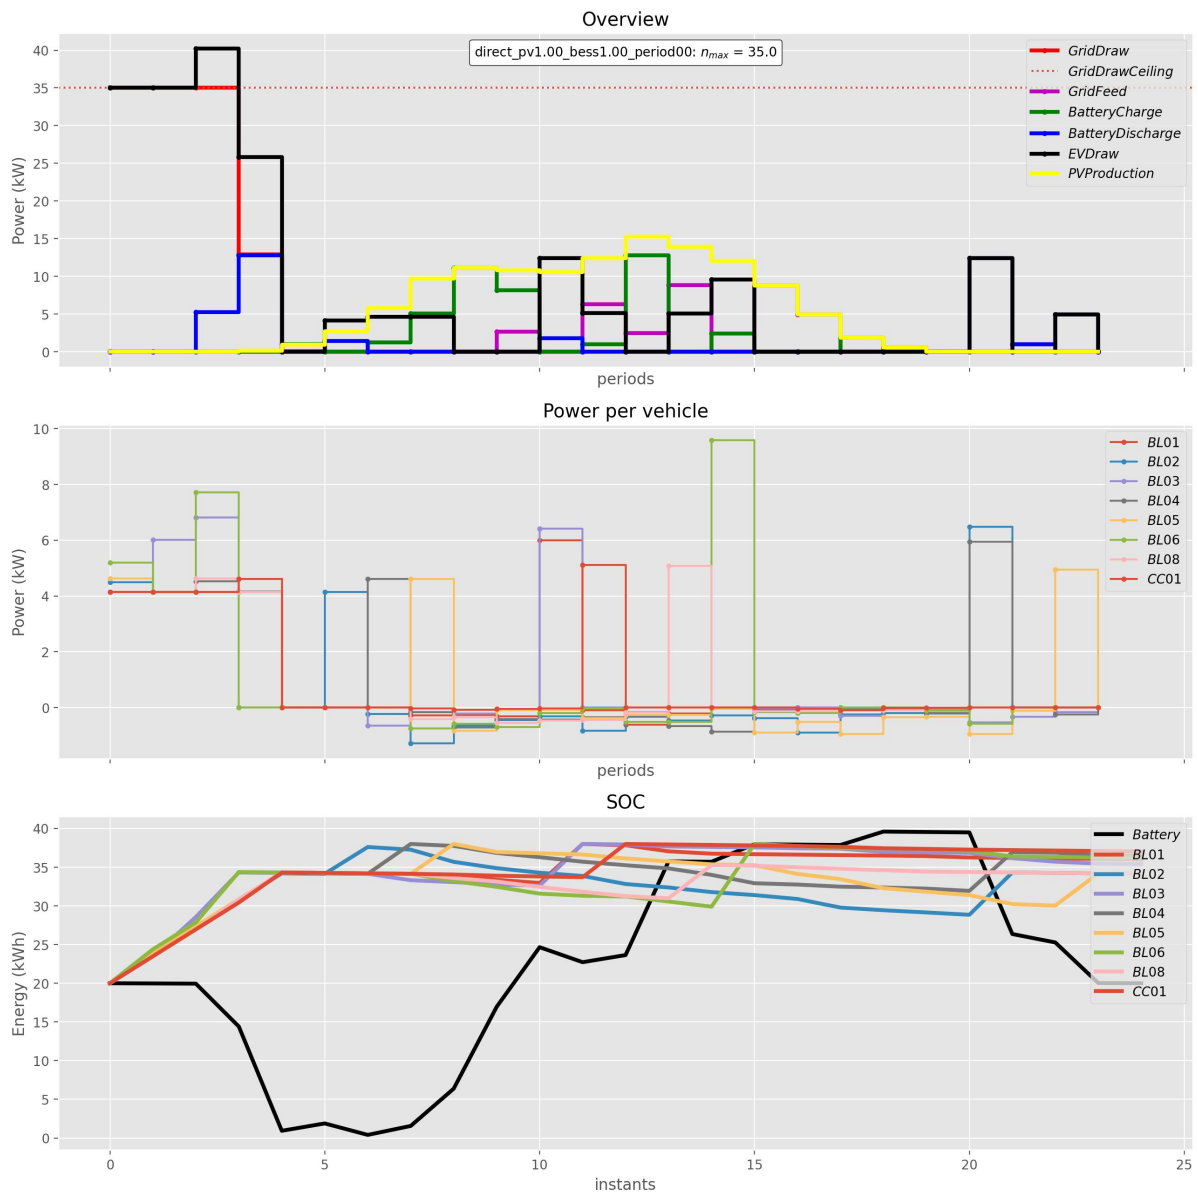 Overview
direct_pv1.00_bess1.00_period00: n_max = 35.0
GridDraw
GridDrawCeiling
GridFeed
BatteryCharge
BatteryDischarge
EVDraw
PVProduction
40
35
30
25
20
15
10
5
0
Power (kW)
periods
Power per vehicle
BL01
BL02
BL03
BL04
BL05
BL06
BL08
CC01
10
8
6
4
2
0
Power (kW)
periods
SOC
Battery
BL01
BL02
BL03
BL04
BL05
BL06
BL08
CC01
40
35
30
25
20
15
10
5
0
Energy (kWh)
0 5 10 15 20 25
instants